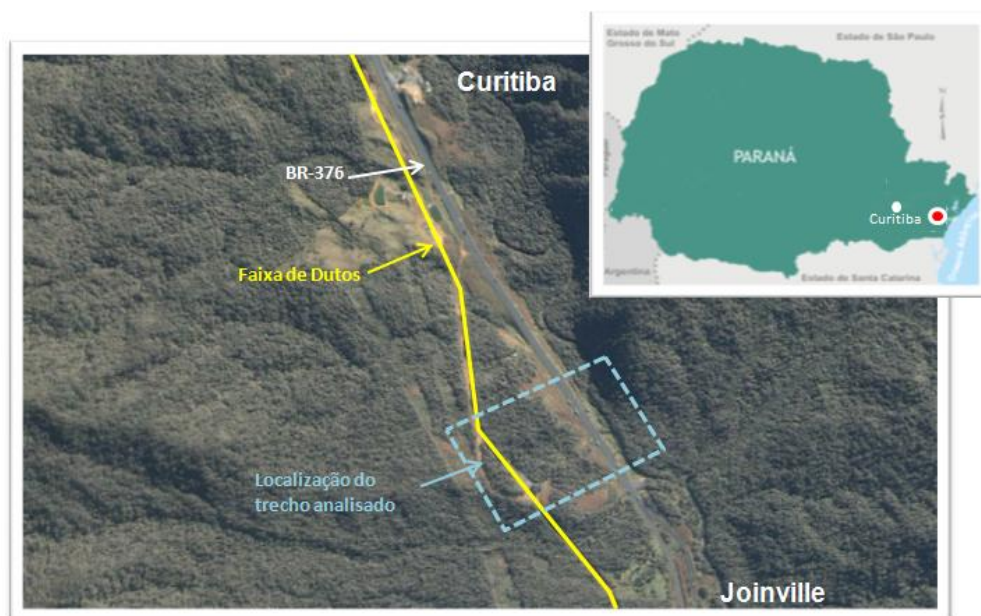 Curitiba
BR-376
Faixa de Dutos
Localização do
trecho analisado
Joinville
Estado de Mato
Grosso do Sul
Estado de São Paulo
PARANÁ
Curitiba
Argentina
Estado de Santa Catarina